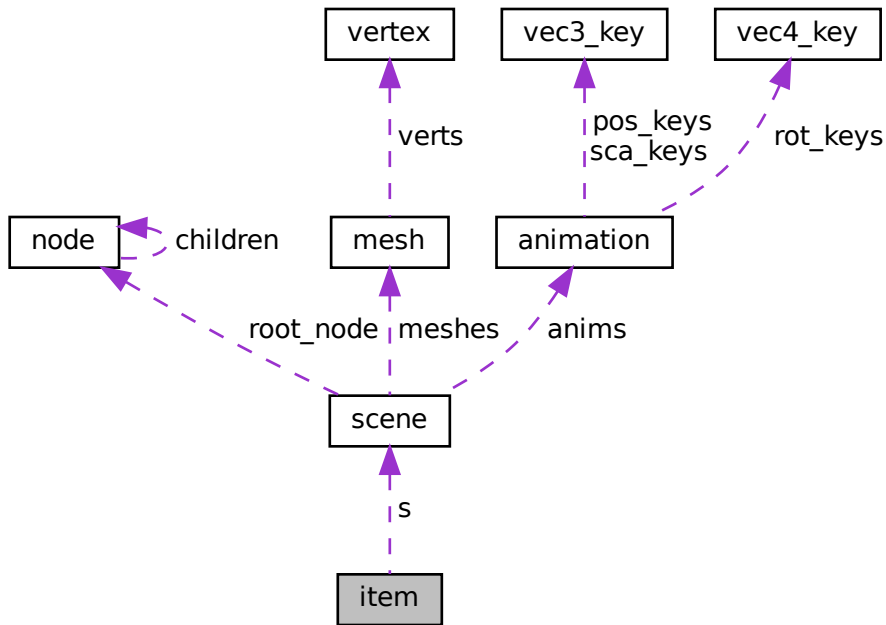 vertex
vec3_key
vec4_key
verts
pos_keys
sca_keys
rot_keys
node
children
mesh
animation
root_node
meshes
anims
scene
s
item